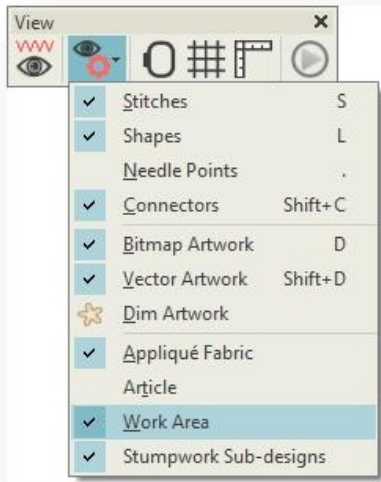 View
Stitches S
Shapes L
Needle Points .
Connectors Shift+C
Bitmap Artwork D
Vector Artwork Shift+D
Dim Artwork
Appliqué Fabric
Article
Work Area
Stumpwork Sub-designs